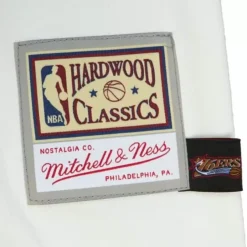 HARDWOOD
NBA
CLASSICS
NOSTALGIA CO.
Mitchell & Ness
PHILADELPHIA, PA.
76ERS